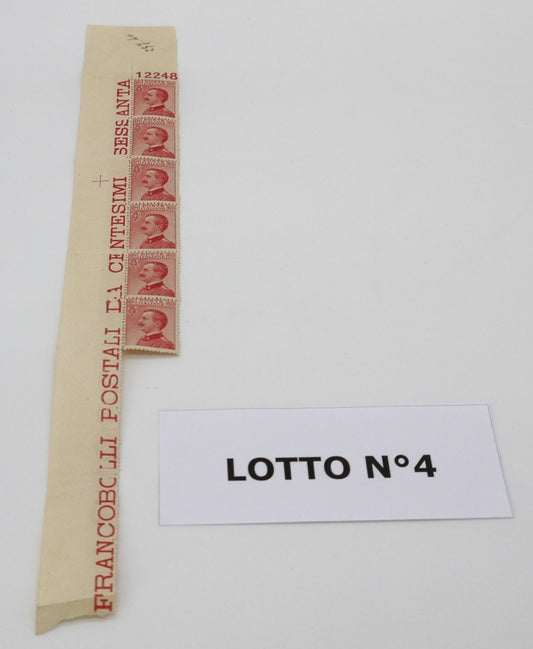 12248
FRANCOBOLLI POSTALI DA CENTESIMI SESSANTA
LOTTO N°4